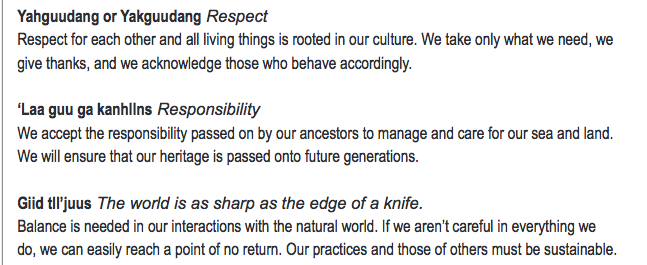 Yahguudang or Yakguudang Respect
Respect for each other and all living things is rooted in our culture. We take only what we need, we
give thanks, and we acknowledge those who behave accordingly.
‘Laa guu ga kanhllns Responsibility
We accept the responsibility passed on by our ancestors to manage and care for our sea and land.
We will ensure that our heritage is passed onto future generations.
Giid tll’juus The world is as sharp as the edge of a knife.
Balance is needed in our interactions with the natural world. If we aren’t careful in everything we
do, we can easily reach a point of no return. Our practices and those of others must be sustainable.